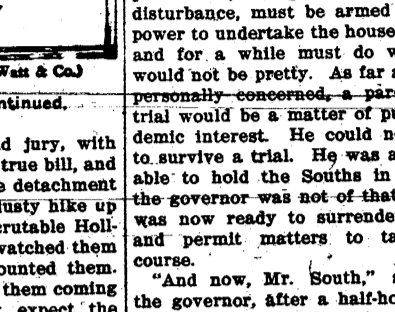 Watt & Co.)
ntinued.
d jury, with
true bill, and
e detachment
dusty hike up
crutable Holl-
watched them
ounted them.
them coming
expect the
disturbance, must be armed
power to undertake the house
and for a while must do
would not be pretty. As far
personally concerned, a
trial would be a matter of
demic interest. He could
to survive a trial. He was
able to hold the Souths in
the governor was not of that
was now ready to surrende
and permit matters to ta
course.
"And now, Mr. South,"
the governor, after a half-ho